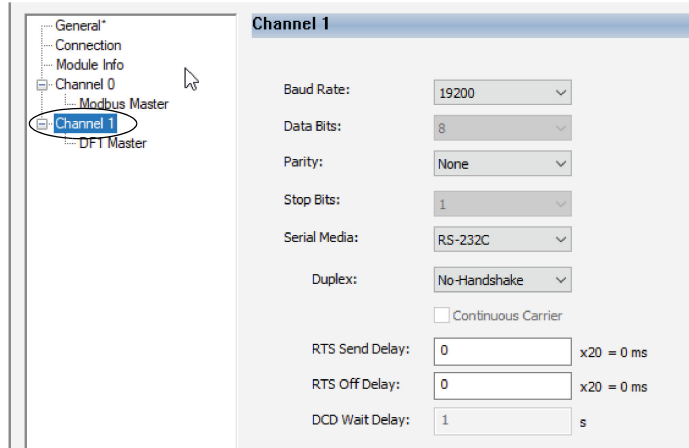 General*
Connection
Module Info
Channel 0
Modbus Master
Channel 1
DF1 Master
Channel 1
Baud Rate: 19200
Data Bits: 8
Parity: None
Stop Bits: 1
Serial Media: RS-232C
Duplex: No-Handshake
Continuous Carrier
RTS Send Delay: 0 x20 = 0 ms
RTS Off Delay: 0 x20 = 0 ms
DCD Wait Delay: 1 s